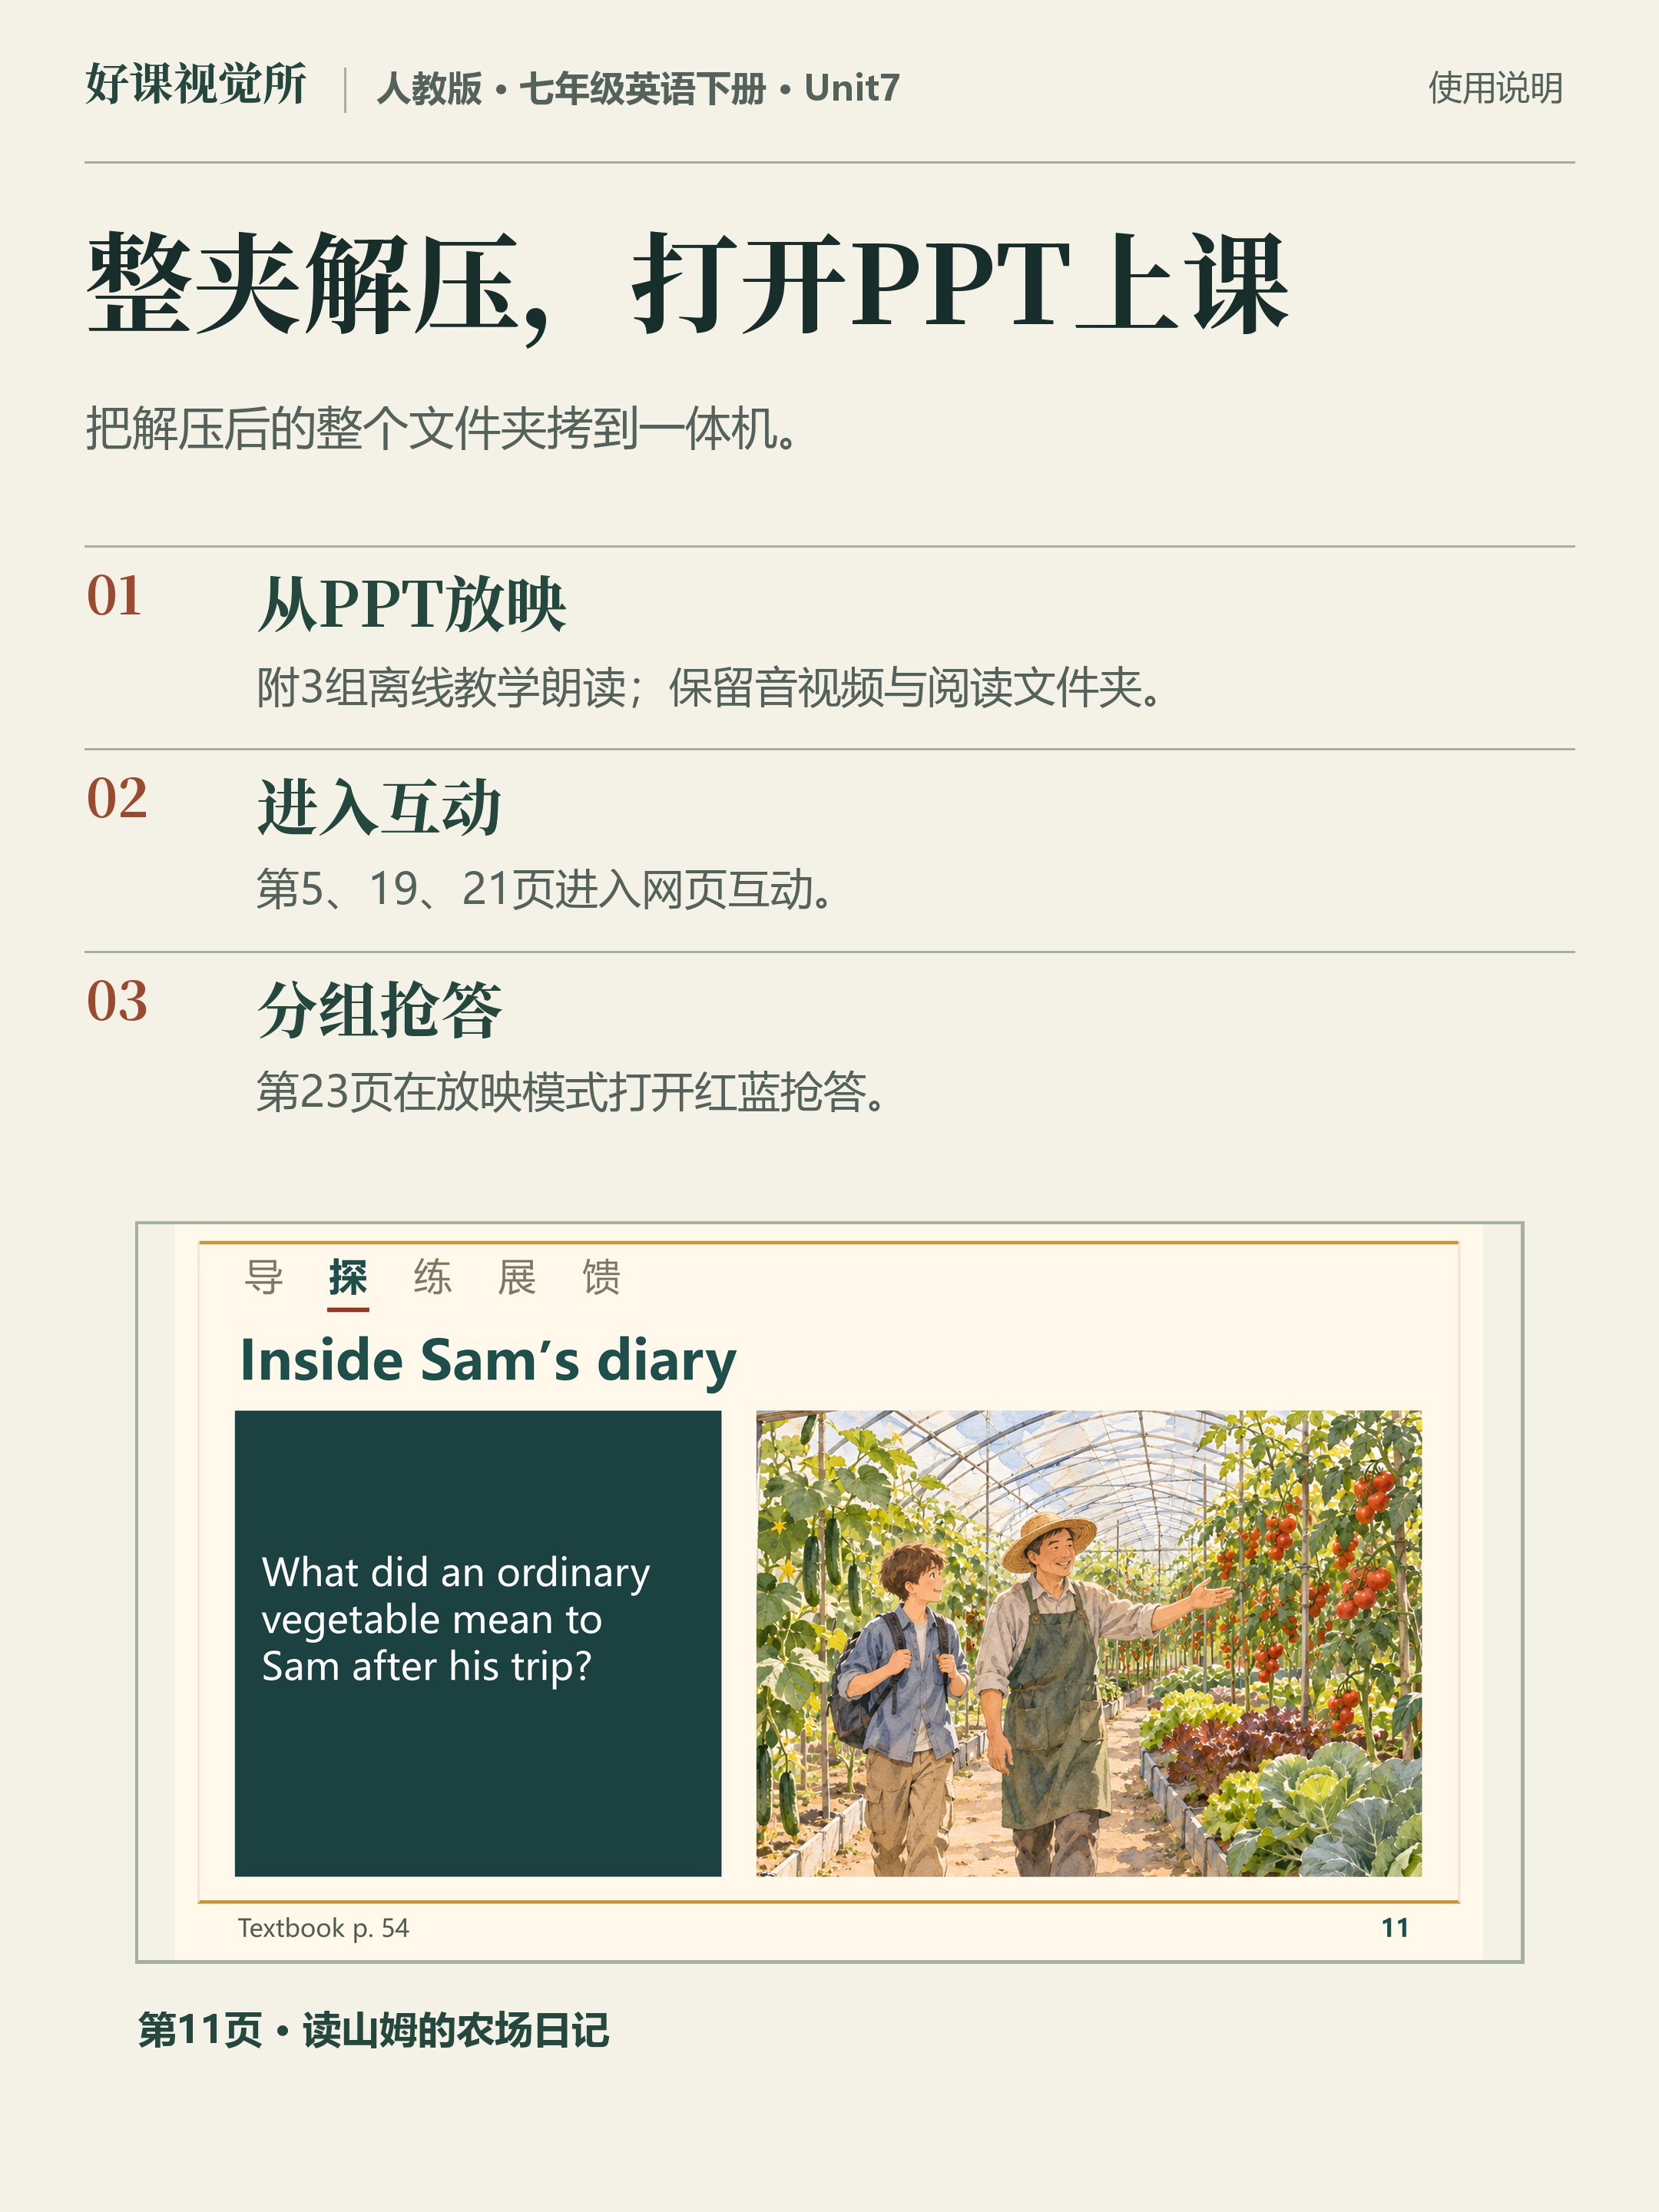 好课视觉所 人教版·七年级英语下册·Unit7 使用说明
整夹解压，打开PPT上课
把解压后的整个文件夹拷到一体机。
01 从PPT放映
附3组离线教学朗读；保留音视频与阅读文件夹。
02 进入互动
第5、19、21页进入网页互动。
03 分组抢答
第23页在放映模式打开红蓝抢答。
导 探 练 展 馈
Inside Sam’s diary
What did an ordinary
vegetable mean to
Sam after his trip?
Textbook p. 54 11
第11页·读山姆的农场日记